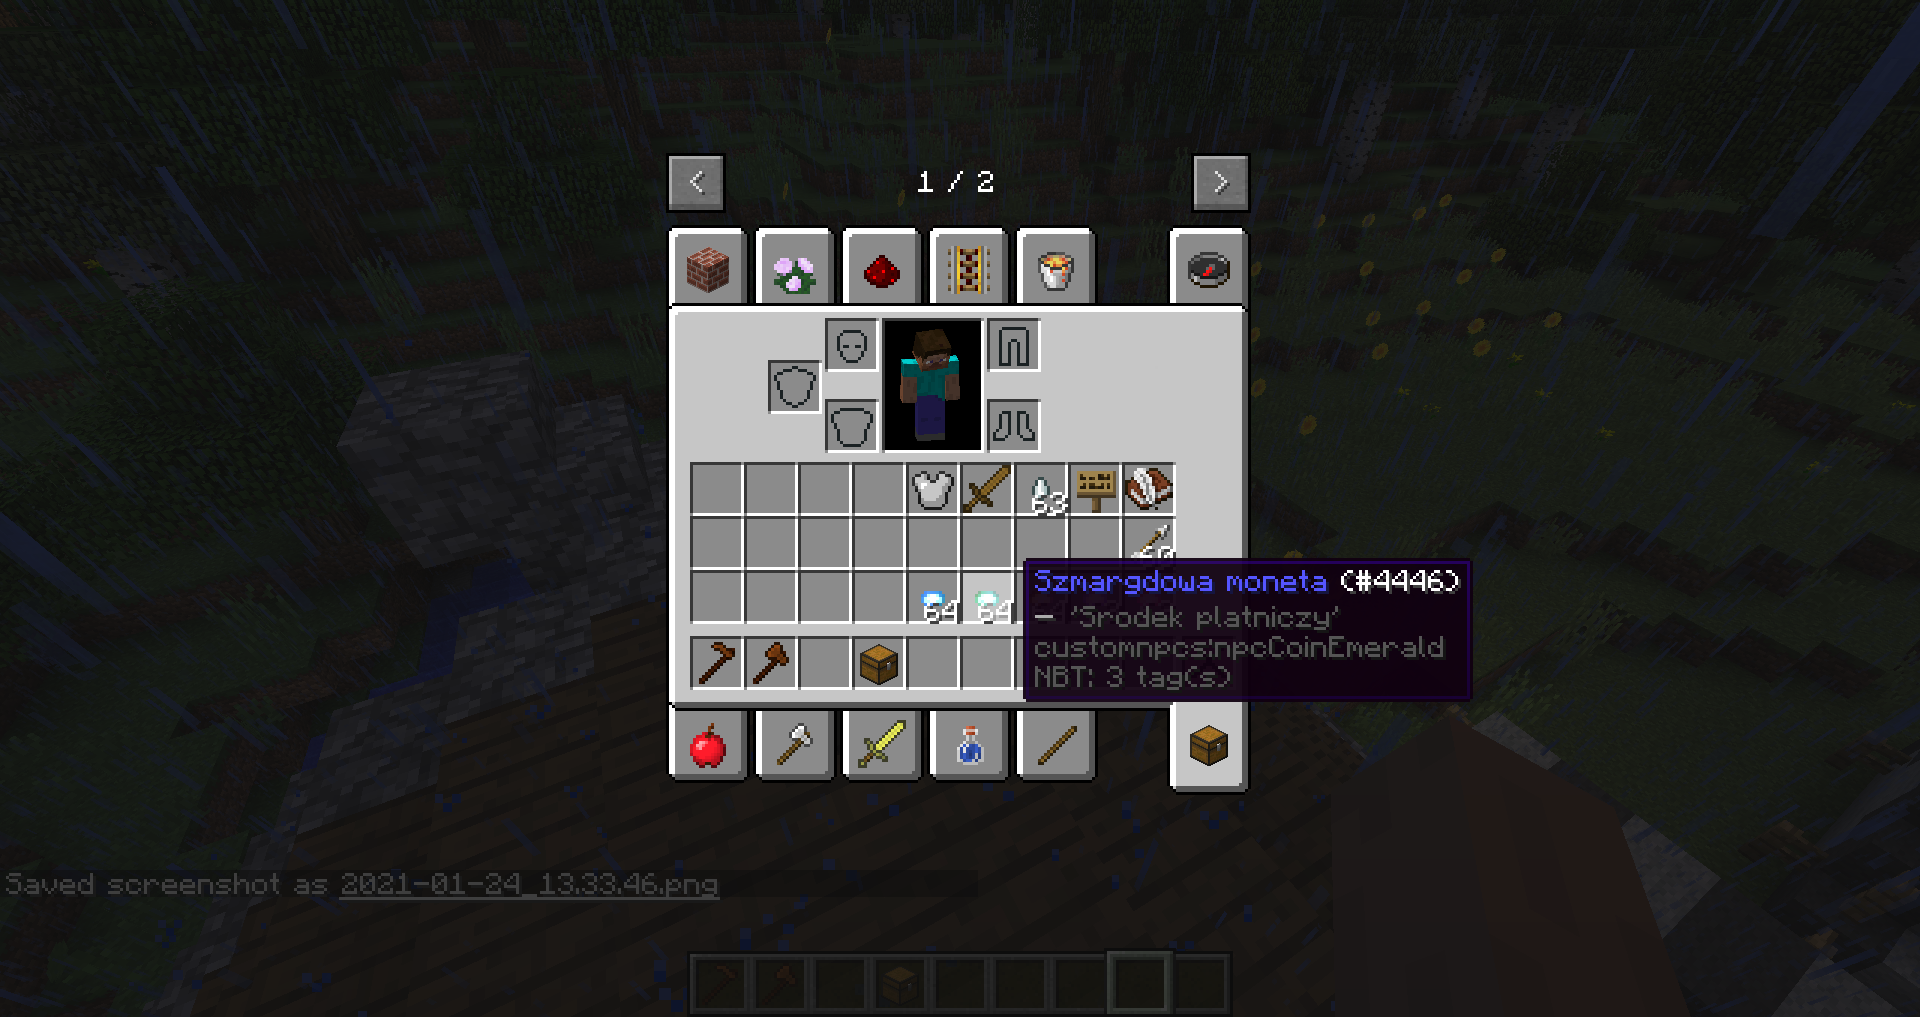 1 / 2
63
60
64
64
Szmargdowa moneta (#4446)
— 'Srodek platniczy'
customnpcs:npcCoinEmerald
NBT: 3 tag(s)
Saved screenshot as 2021-01-24_13.33.46.png